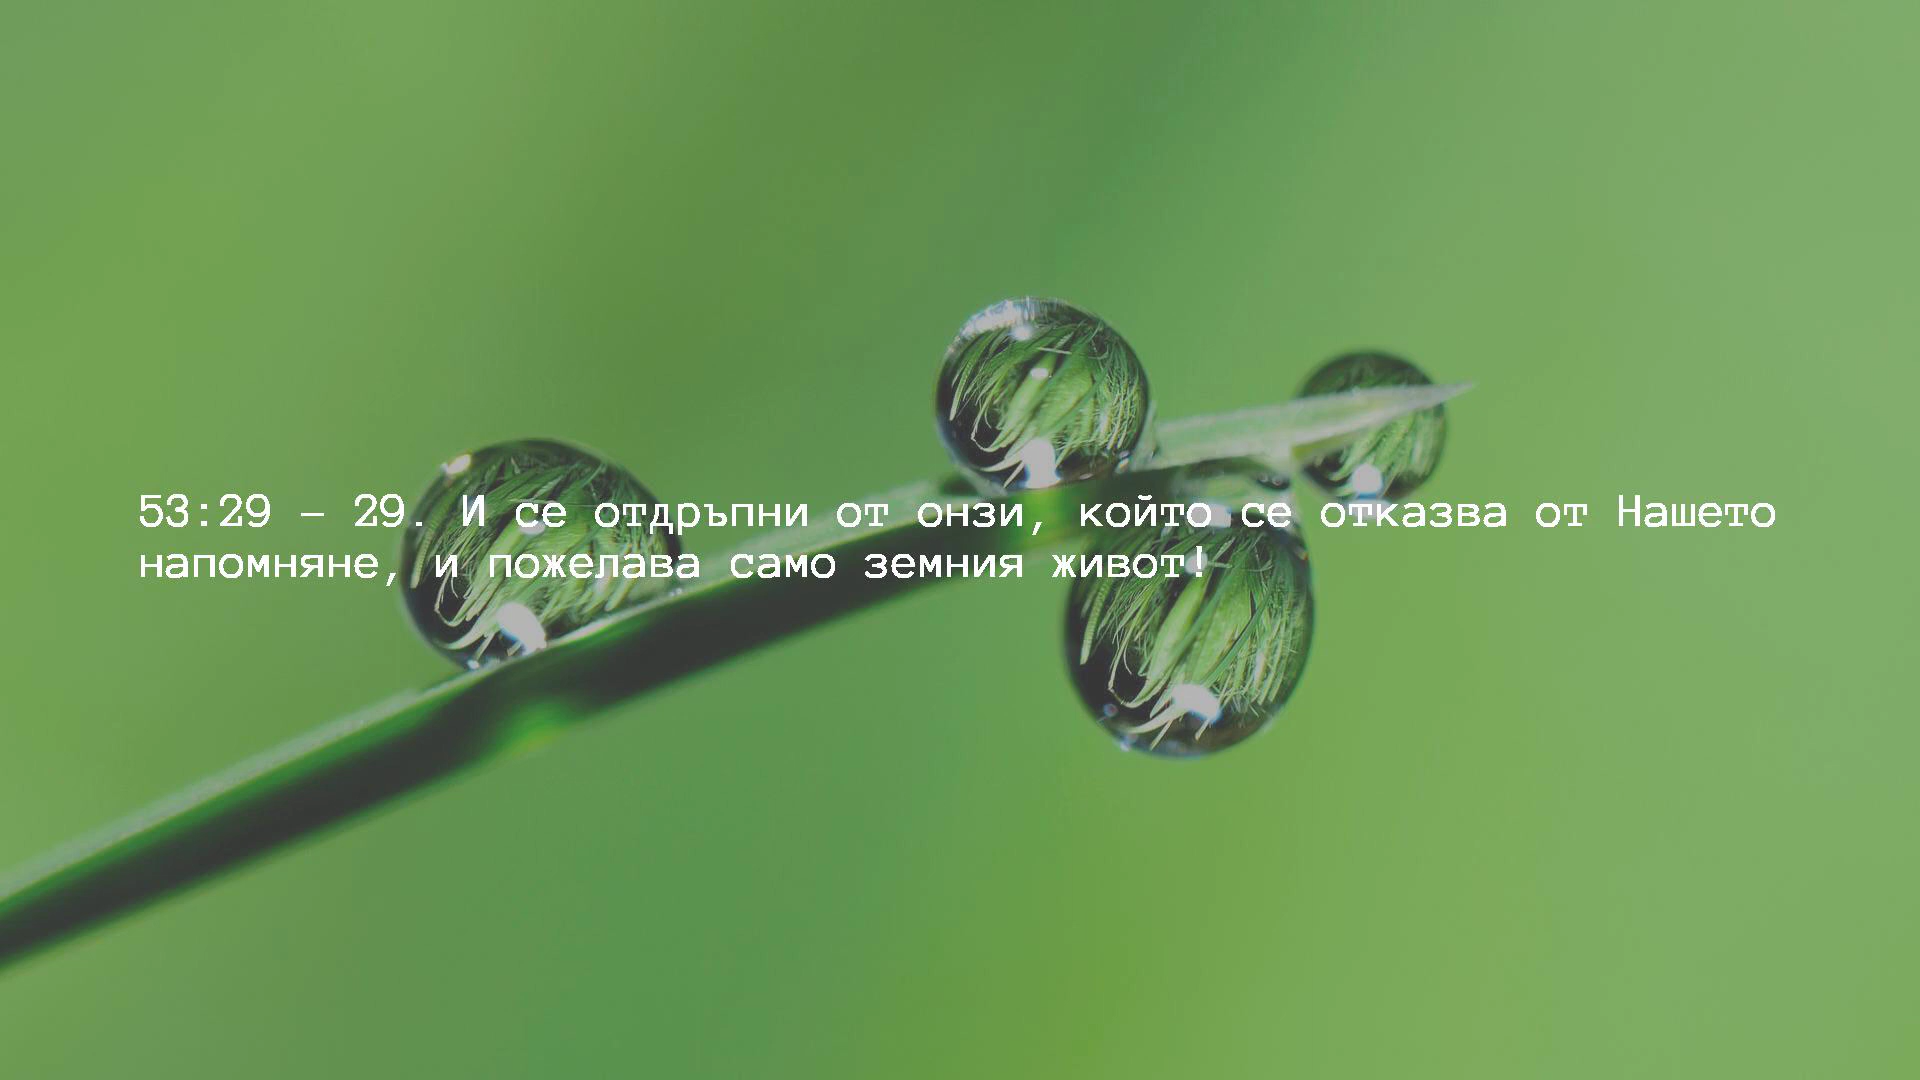 53:29 – 29. И се отдръпни от онзи, който се отказва от Нашето
напомняне, и пожелава само земния живот!